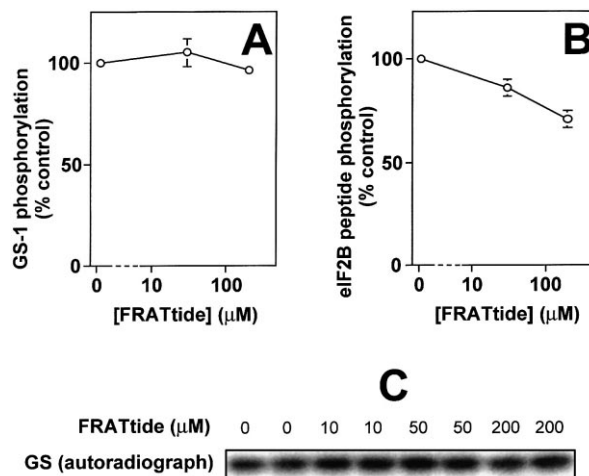 A
GS-1 phosphorylation
(% control)
100
50
0
0 10 100
[FRATtide] (μM)
B
eIF2B peptide phosphorylation
(% control)
100
50
0
0 10 100
[FRATtide] (μM)
C
FRATtide (μM) 0 0 10 10 50 50 200 200
GS (autoradiograph)